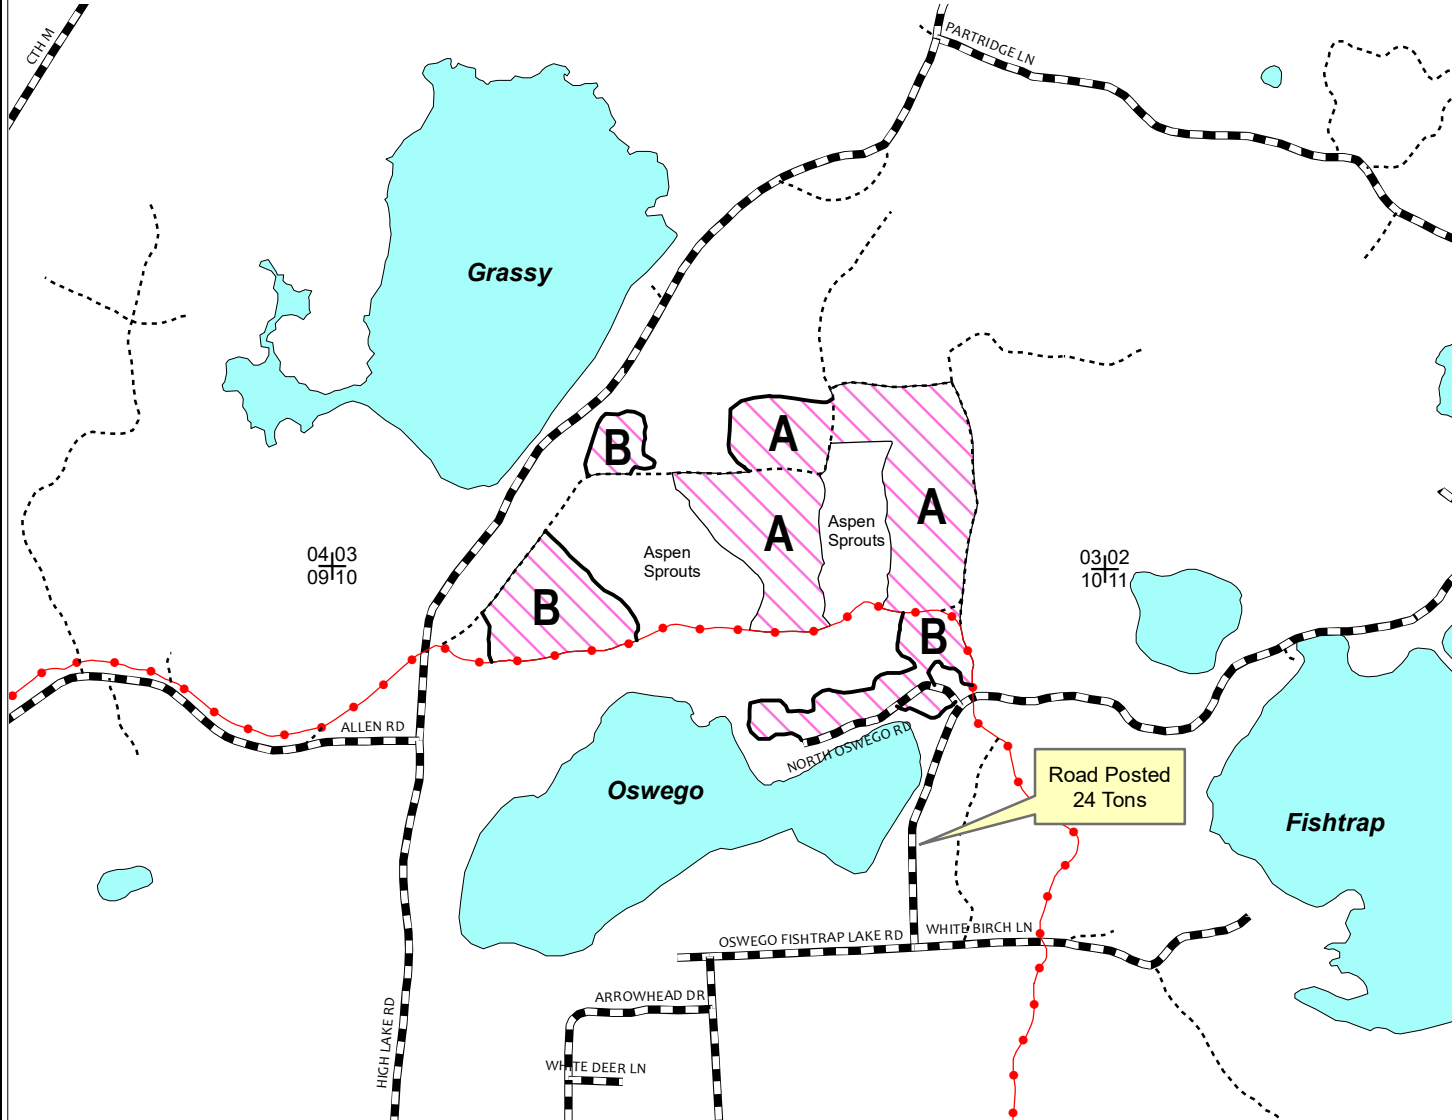 CTH M
PARTRIDGE LN
Grassy
B
A
A
A
Aspen
Sprouts
Aspen
Sprouts
04 03
09 10
03 02
10 11
B
B
ALLEN RD
NORTH OSWEGO RD
Oswego
Road Posted
24 Tons
Fishtrap
OSWEGO FISHTRAP LAKE RD
WHITE BIRCH LN
ARROWHEAD DR
HIGH LAKE RD
WHITE DEER LN